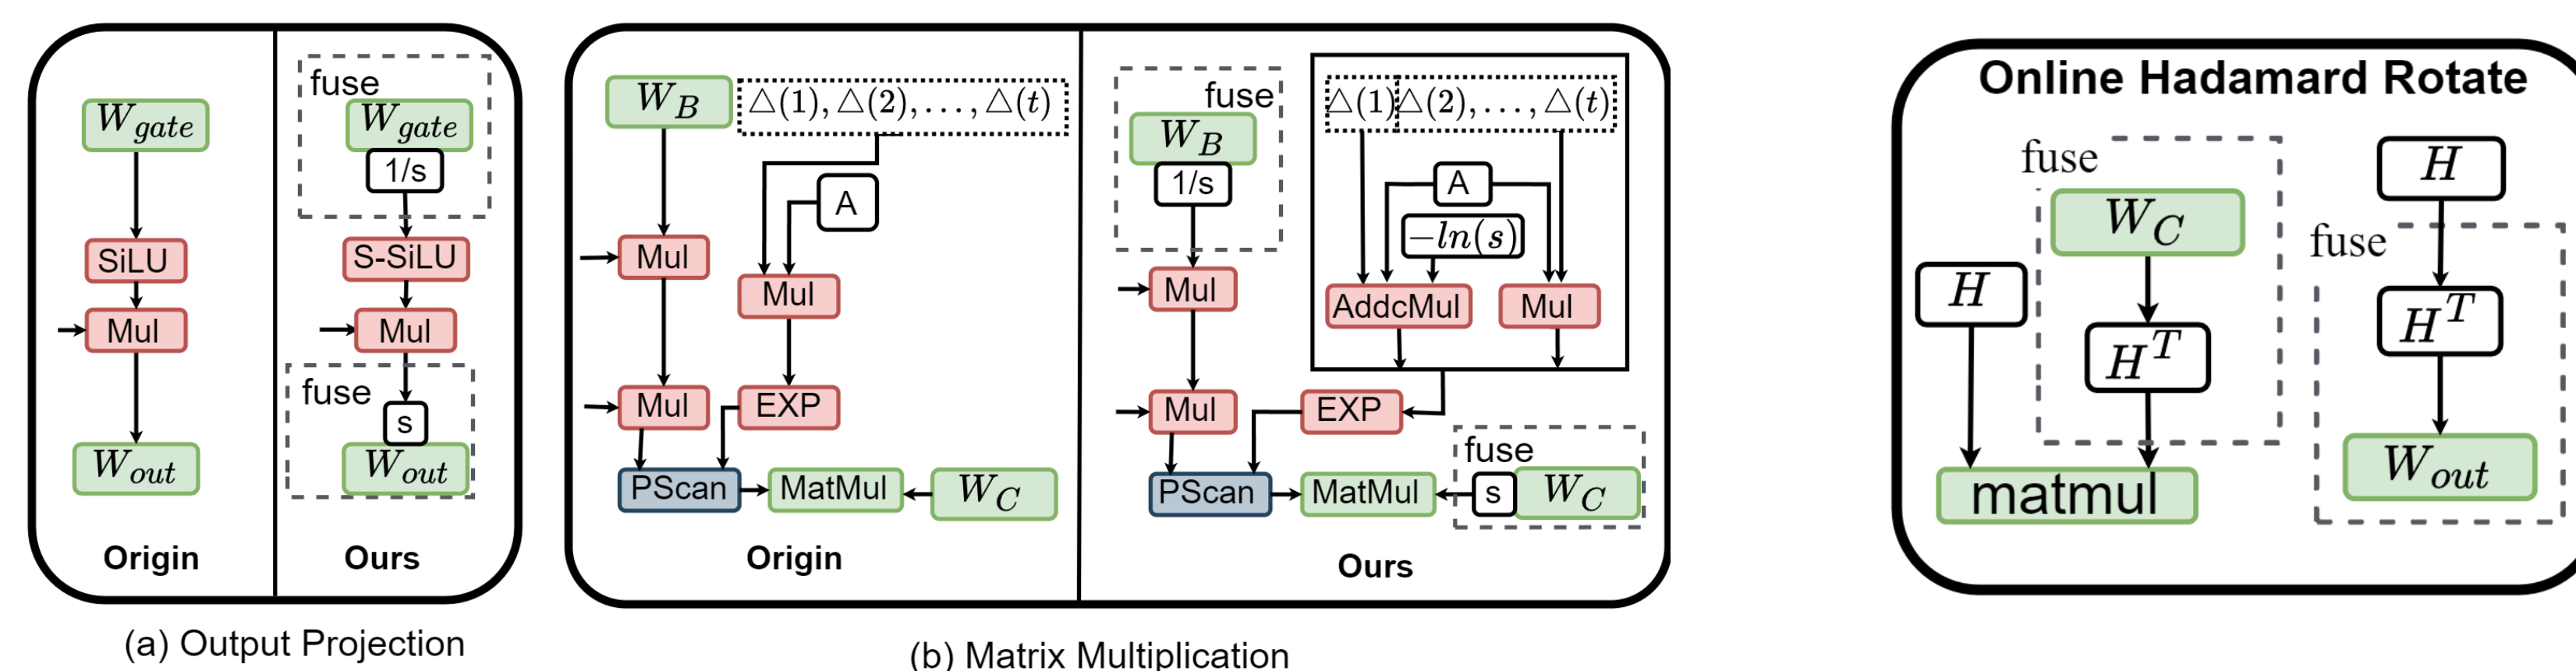 fuse
W_gate
SiLU
Mul
W_out
Origin
W_gate
1/s
S-SiLU
Mul
fuse
s
W_out
Ours
(a) Output Projection
W_B
△(1), △(2), . . . , △(t)
A
Mul
Mul
Mul
EXP
PScan
MatMul
W_C
Origin
fuse
W_B
1/s
△(1) △(2), . . . , △(t)
A
−ln(s)
Mul
AddcMul
Mul
Mul
EXP
fuse
PScan
MatMul
s
W_C
Ours
(b) Matrix Multiplication
Online Hadamard Rotate
fuse
W_C
H
H^T
matmul
H
fuse
H^T
W_out